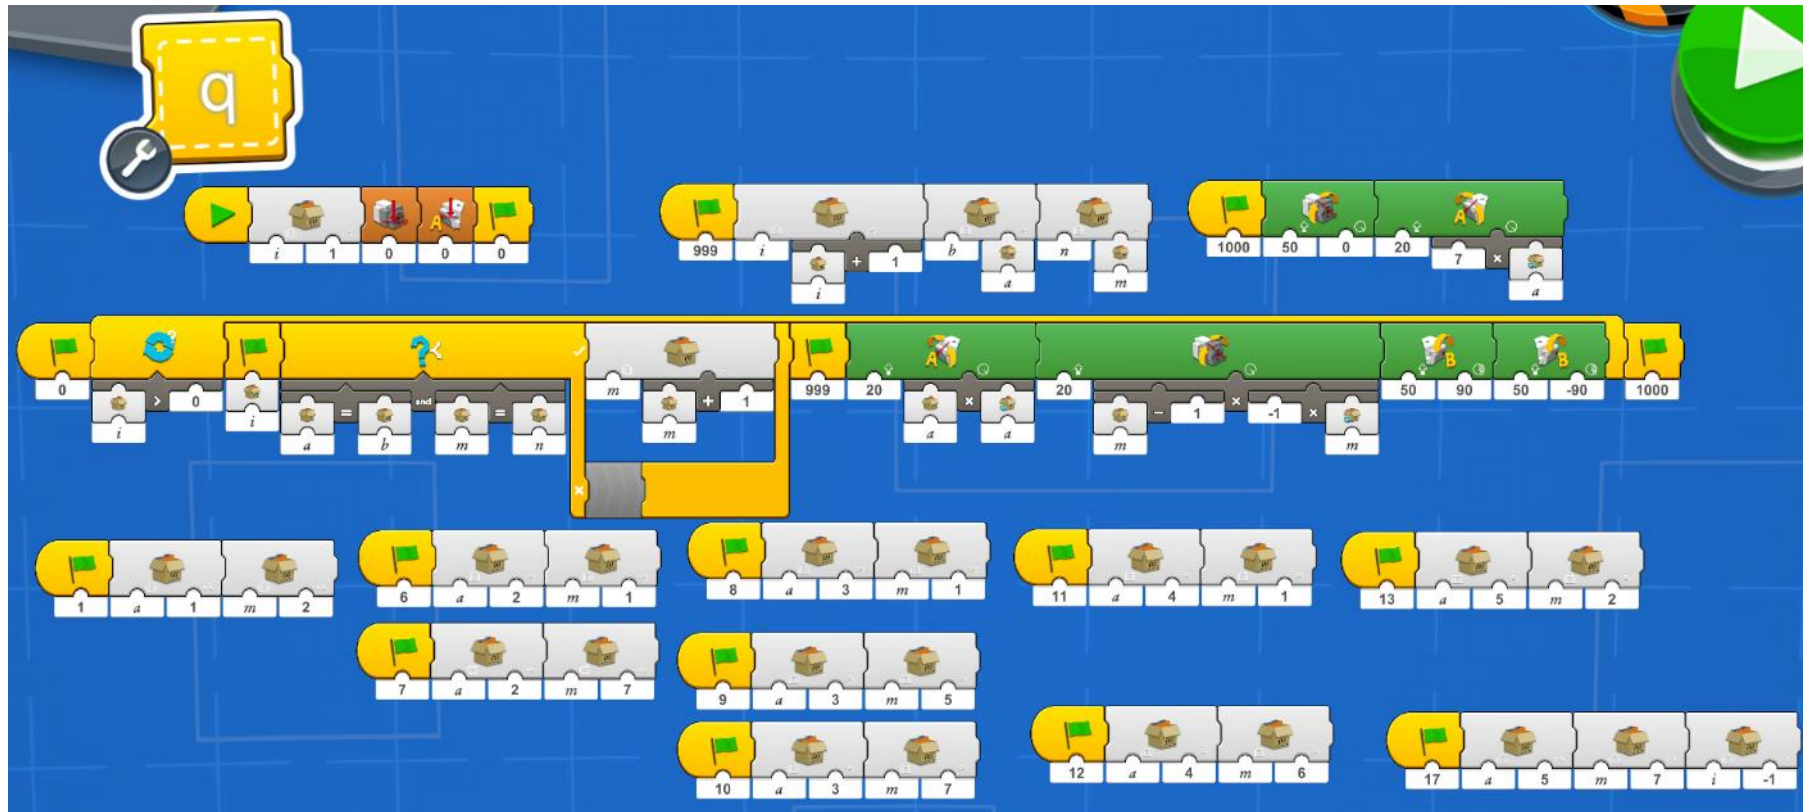 q
i 1 0 0 0
999 i i + 1 b a n m
1000 50 0 20 7 × a
0 i > 0 i a = b and m = n m m + 1 999 20 a × a 20 m − 1 × -1 × m 50 90 50 -90 1000
1 a 1 m 2
6 a 2 m 1
8 a 3 m 1
11 a 4 m 1
13 a 5 m 2
7 a 2 m 7
9 a 3 m 5
10 a 3 m 7
12 a 4 m 6
17 a 5 m 7 i -1